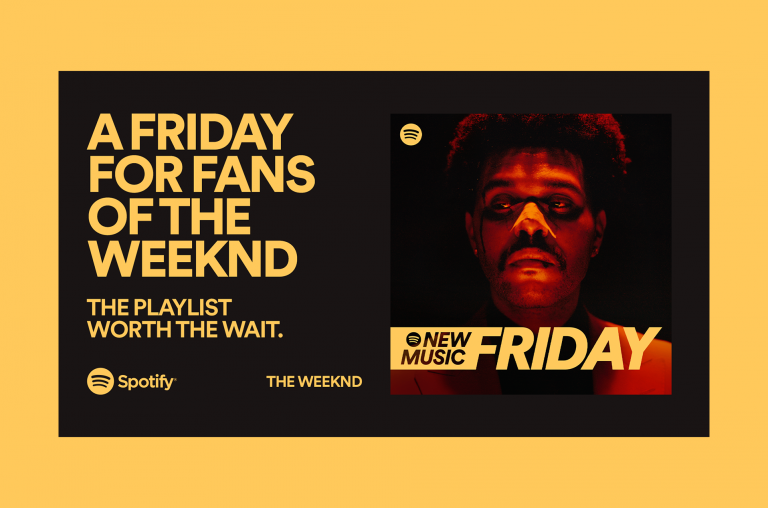 A FRIDAY
FOR FANS
OF THE
WEEKND
THE PLAYLIST
WORTH THE WAIT.
Spotify®
THE WEEKND
NEW
MUSIC
FRIDAY